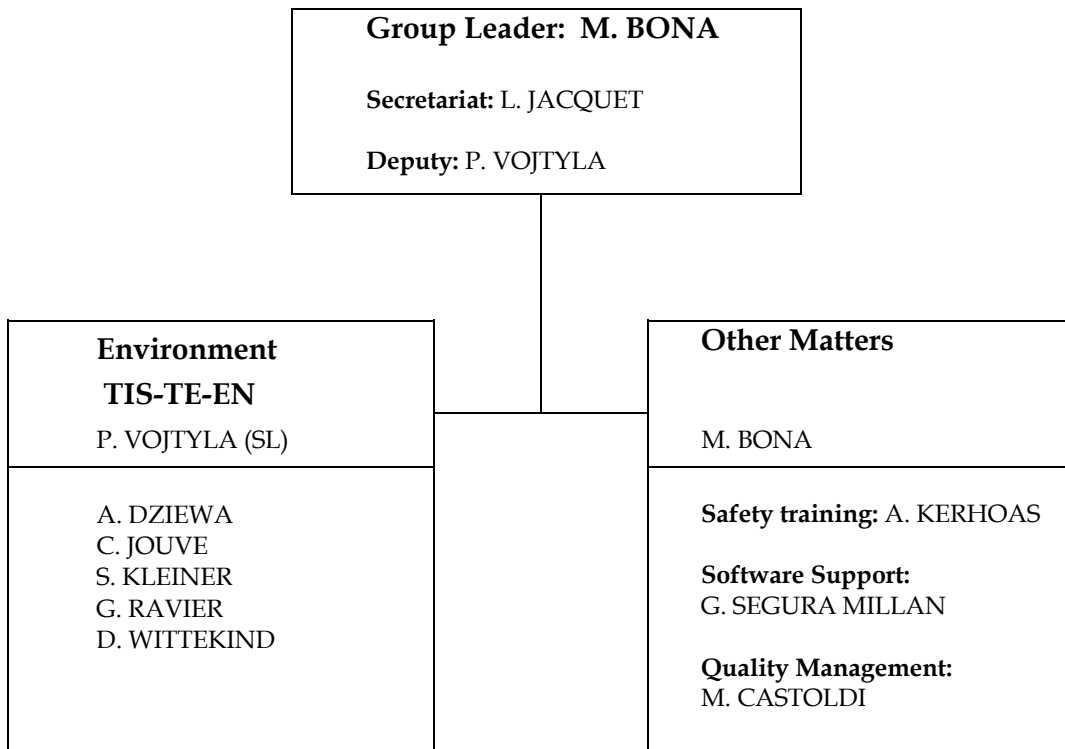 Group Leader:  M. BONA
Secretariat: L. JACQUET
Deputy: P. VOJTYLA
Environment
TIS-TE-EN
P. VOJTYLA (SL)
A. DZIEWA
C. JOUVE
S. KLEINER
G. RAVIER
D. WITTEKIND
Other Matters
M. BONA
Safety training: A. KERHOAS
Software Support:
G. SEGURA MILLAN
Quality Management:
M. CASTOLDI